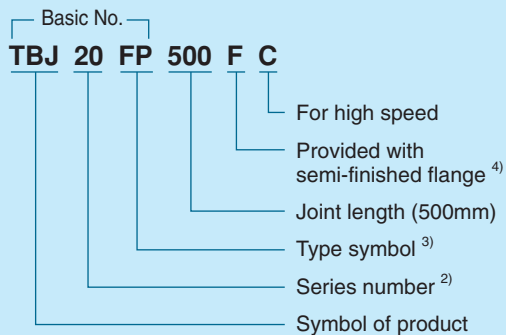 Basic No.
TBJ 20 FP 500 F C
For high speed
Provided with
semi-finished flange 4)
Joint length (500mm)
Type symbol 3)
Series number 2)
Symbol of product